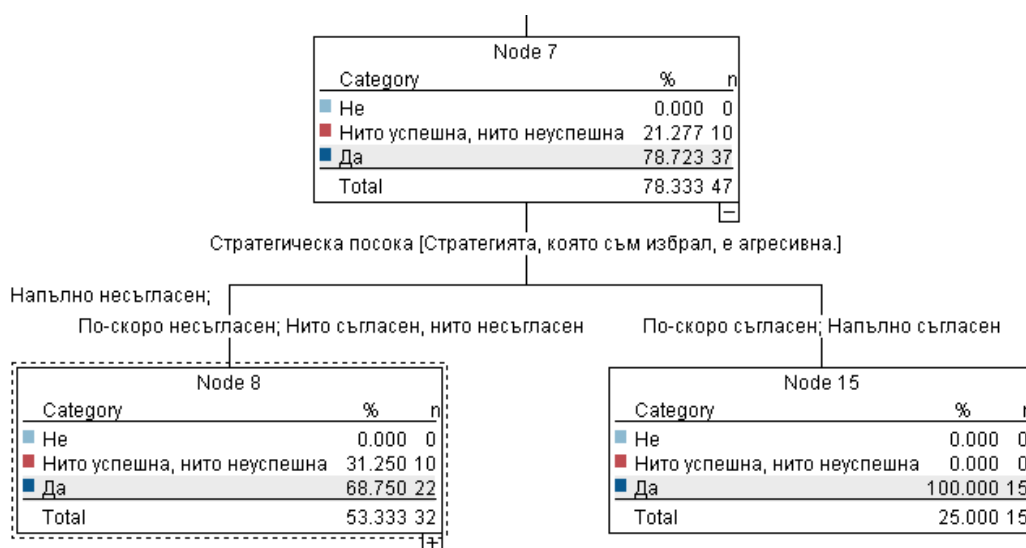 Node 7
Category % n
Не 0.000 0
Нито успешна, нито неуспешна 21.277 10
Да 78.723 37
Total 78.333 47
Стратегическа посока [Стратегията, която съм избрал, е агресивна.]
Напълно несъгласен;
По-скоро несъгласен; Нито съгласен, нито несъгласен
По-скоро съгласен; Напълно съгласен
Node 8
Category % n
Не 0.000 0
Нито успешна, нито неуспешна 31.250 10
Да 68.750 22
Total 53.333 32
Node 15
Category % n
Не 0.000 0
Нито успешна, нито неуспешна 0.000 0
Да 100.000 15
Total 25.000 15